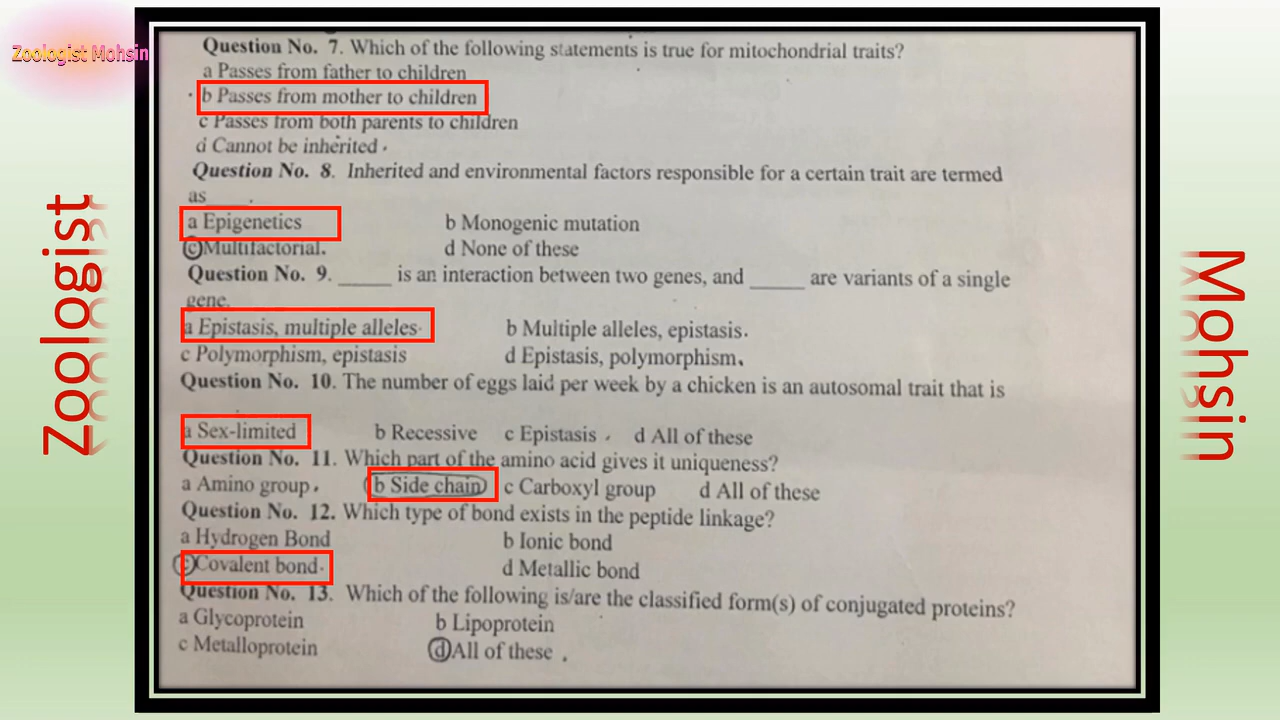 Zoologist Mohsin
Zoologist
Mohsin
Question No. 7. Which of the following statements is true for mitochondrial traits?
a Passes from father to children
b Passes from mother to children
c Passes from both parents to children
d Cannot be inherited
Question No. 8. Inherited and environmental factors responsible for a certain trait are termed
as____.
a Epigenetics b Monogenic mutation
c Multifactorial. d None of these
Question No. 9. _____ is an interaction between two genes, and _____ are variants of a single
gene.
a Epistasis, multiple alleles b Multiple alleles, epistasis.
c Polymorphism, epistasis d Epistasis, polymorphism.
Question No. 10. The number of eggs laid per week by a chicken is an autosomal trait that is
a Sex-limited b Recessive c Epistasis d All of these
Question No. 11. Which part of the amino acid gives it uniqueness?
a Amino group. b Side chain c Carboxyl group d All of these
Question No. 12. Which type of bond exists in the peptide linkage?
a Hydrogen Bond b Ionic bond
c Covalent bond d Metallic bond
Question No. 13. Which of the following is/are the classified form(s) of conjugated proteins?
a Glycoprotein b Lipoprotein
c Metalloprotein d All of these .